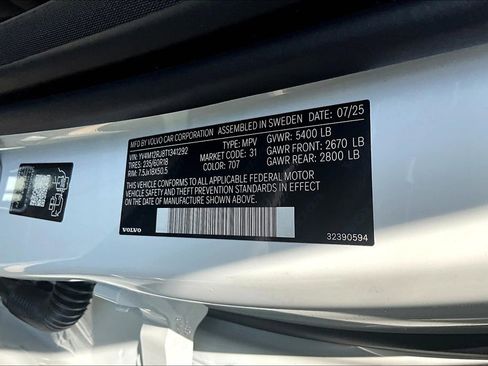 MFD BY VOLVO CAR CORPORATION ASSEMBLED IN SWEDEN 07/25
VIN: YV4M12RJ8T1341292 TYPE: MPV GVWR: 5400 LB
TIRES: 235/60R18 MARKET CODE: 31 GAWR FRONT: 2670 LB
RIM: 7.5Jx18X50.5 COLOR: 707 GAWR REAR: 2800 LB
THIS VEHICLE CONFORMS TO ALL APPLICABLE FEDERAL MOTOR
VEHICLE SAFETY AND THEFT PREVENTION STANDARDS IN EFFECT
ON THE DATE OF MANUFACTURE SHOWN ABOVE.
VOLVO 32390594